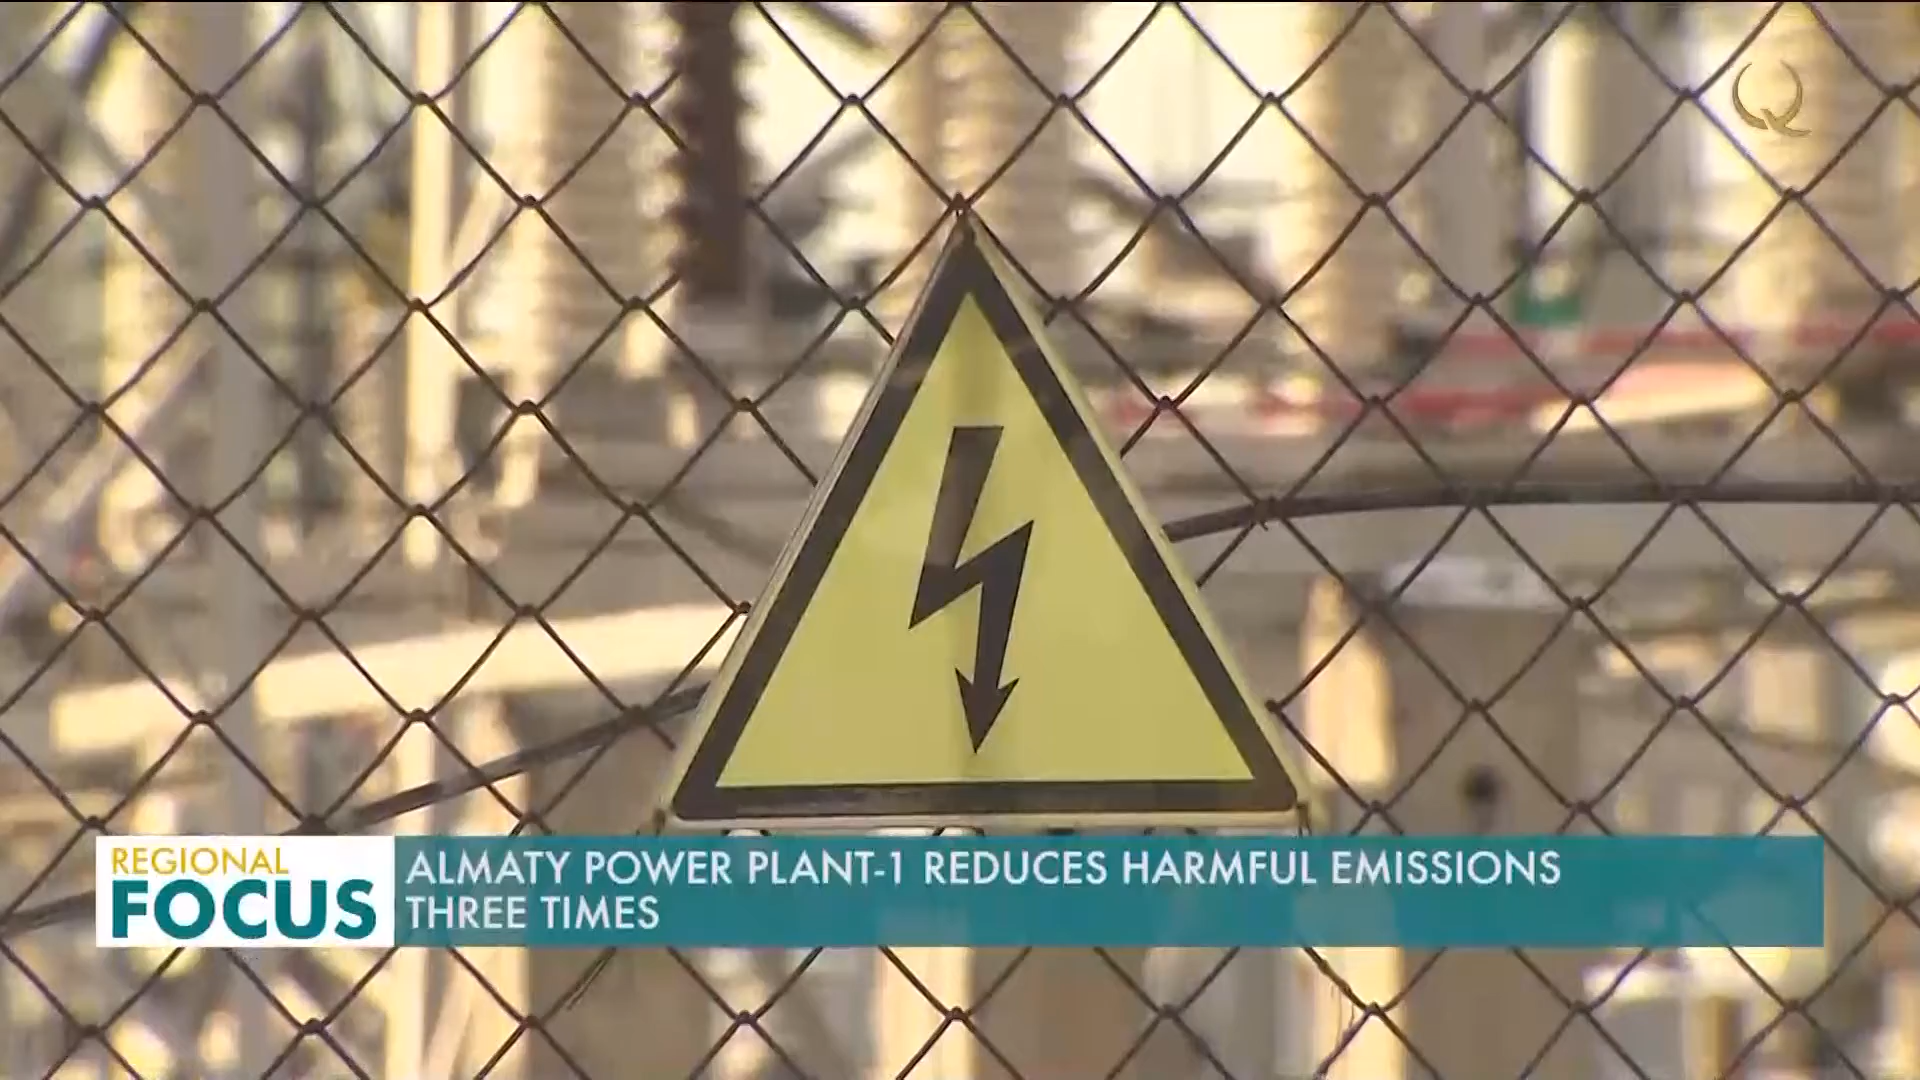 REGIONAL
FOCUS
ALMATY POWER PLANT-1 REDUCES HARMFUL EMISSIONS
THREE TIMES